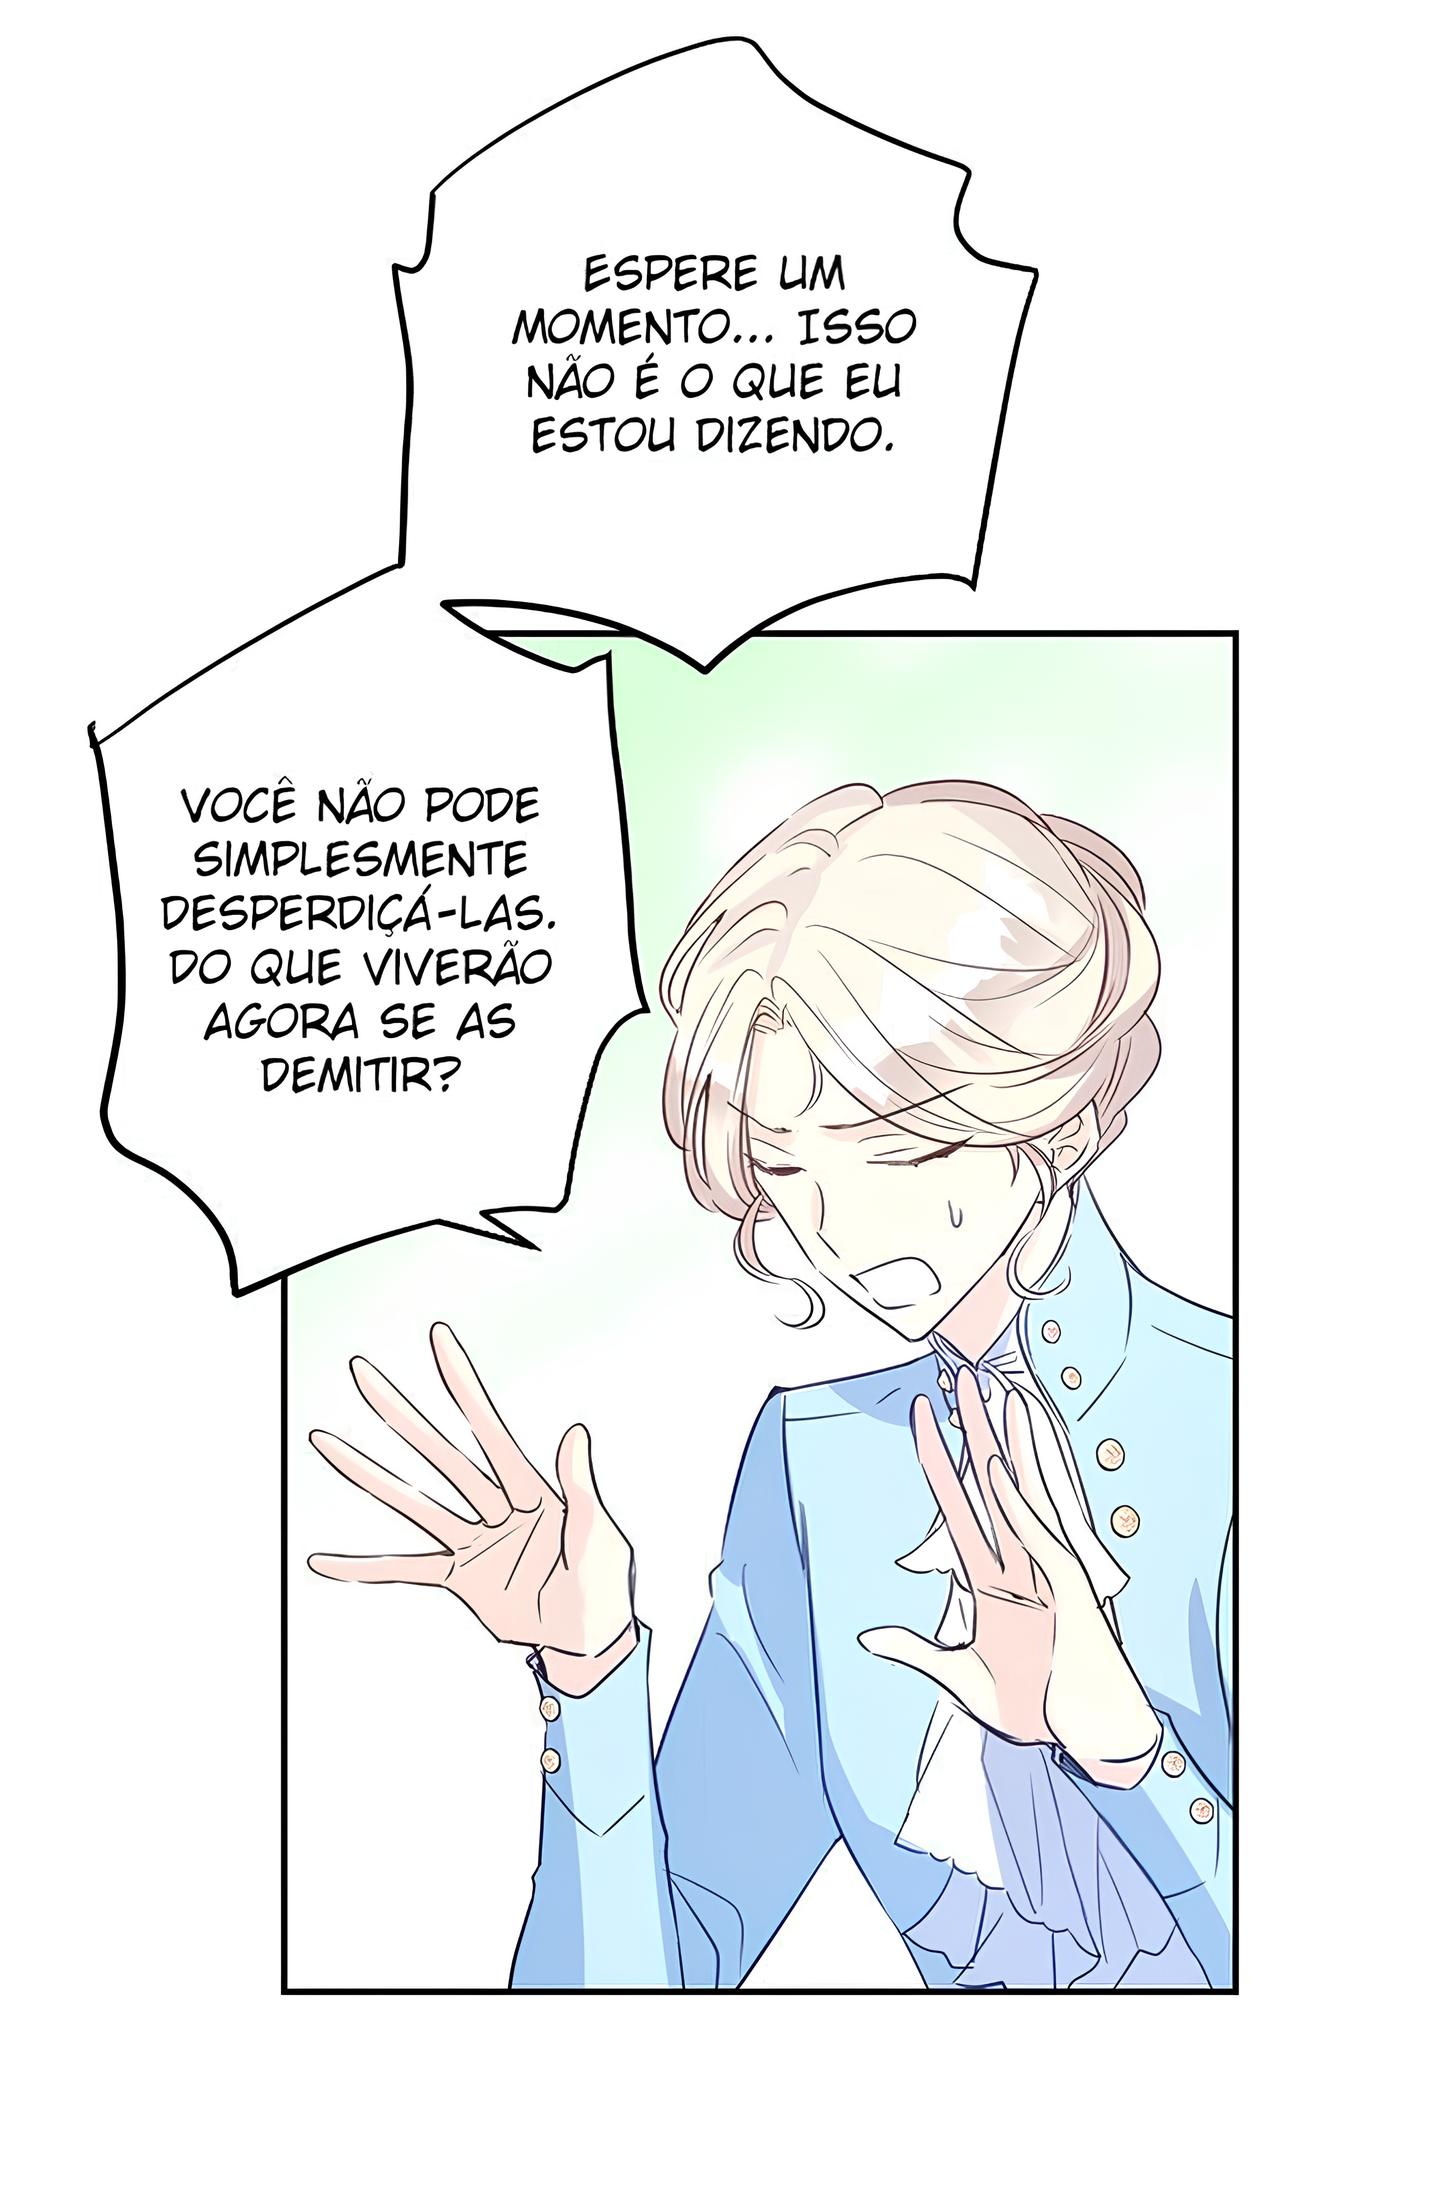 ESPERE UM
MOMENTO... ISSO
NÃO É O QUE EU
ESTOU DIZENDO.
VOCÊ NÃO PODE
SIMPLESMENTE
DESPERDIÇÁ-LAS.
DO QUE VIVERÃO
AGORA SE AS
DEMITIR?